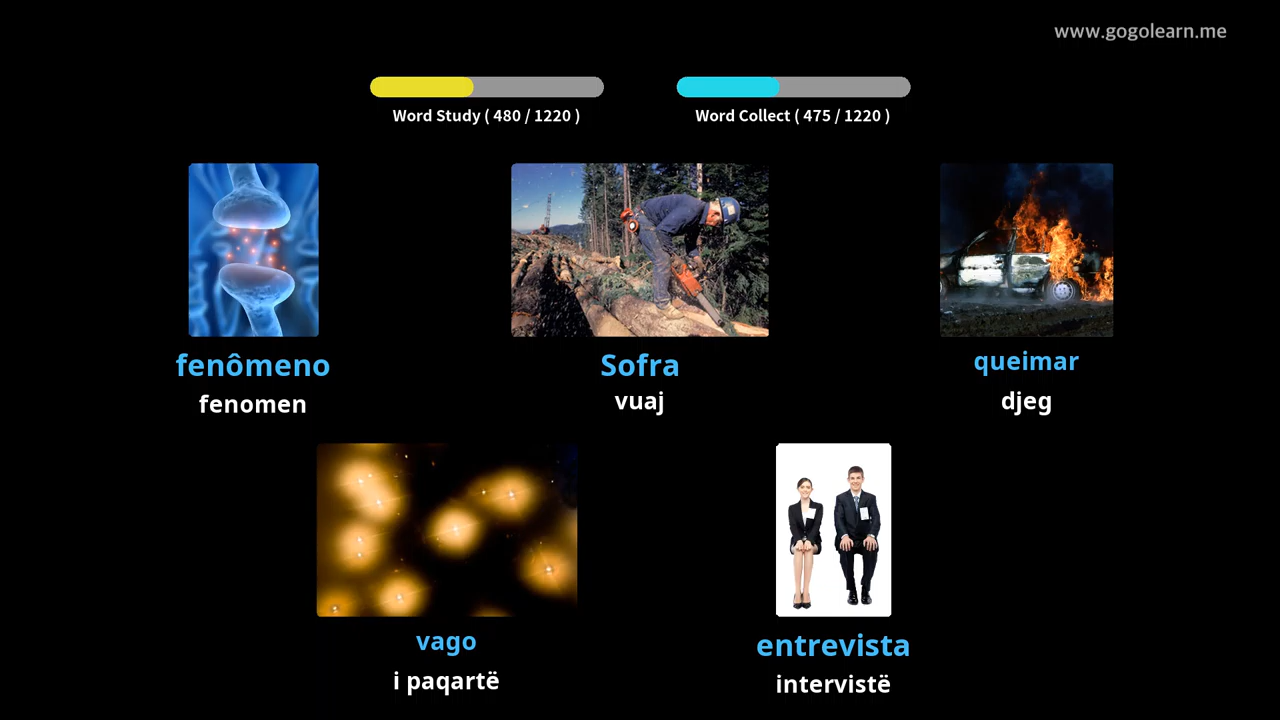 www.gogolearn.me
Word Study ( 480 / 1220 )
Word Collect ( 475 / 1220 )
fenômeno
fenomen
Sofra
vuaj
queimar
djeg
vago
i paqartë
entrevista
intervistë